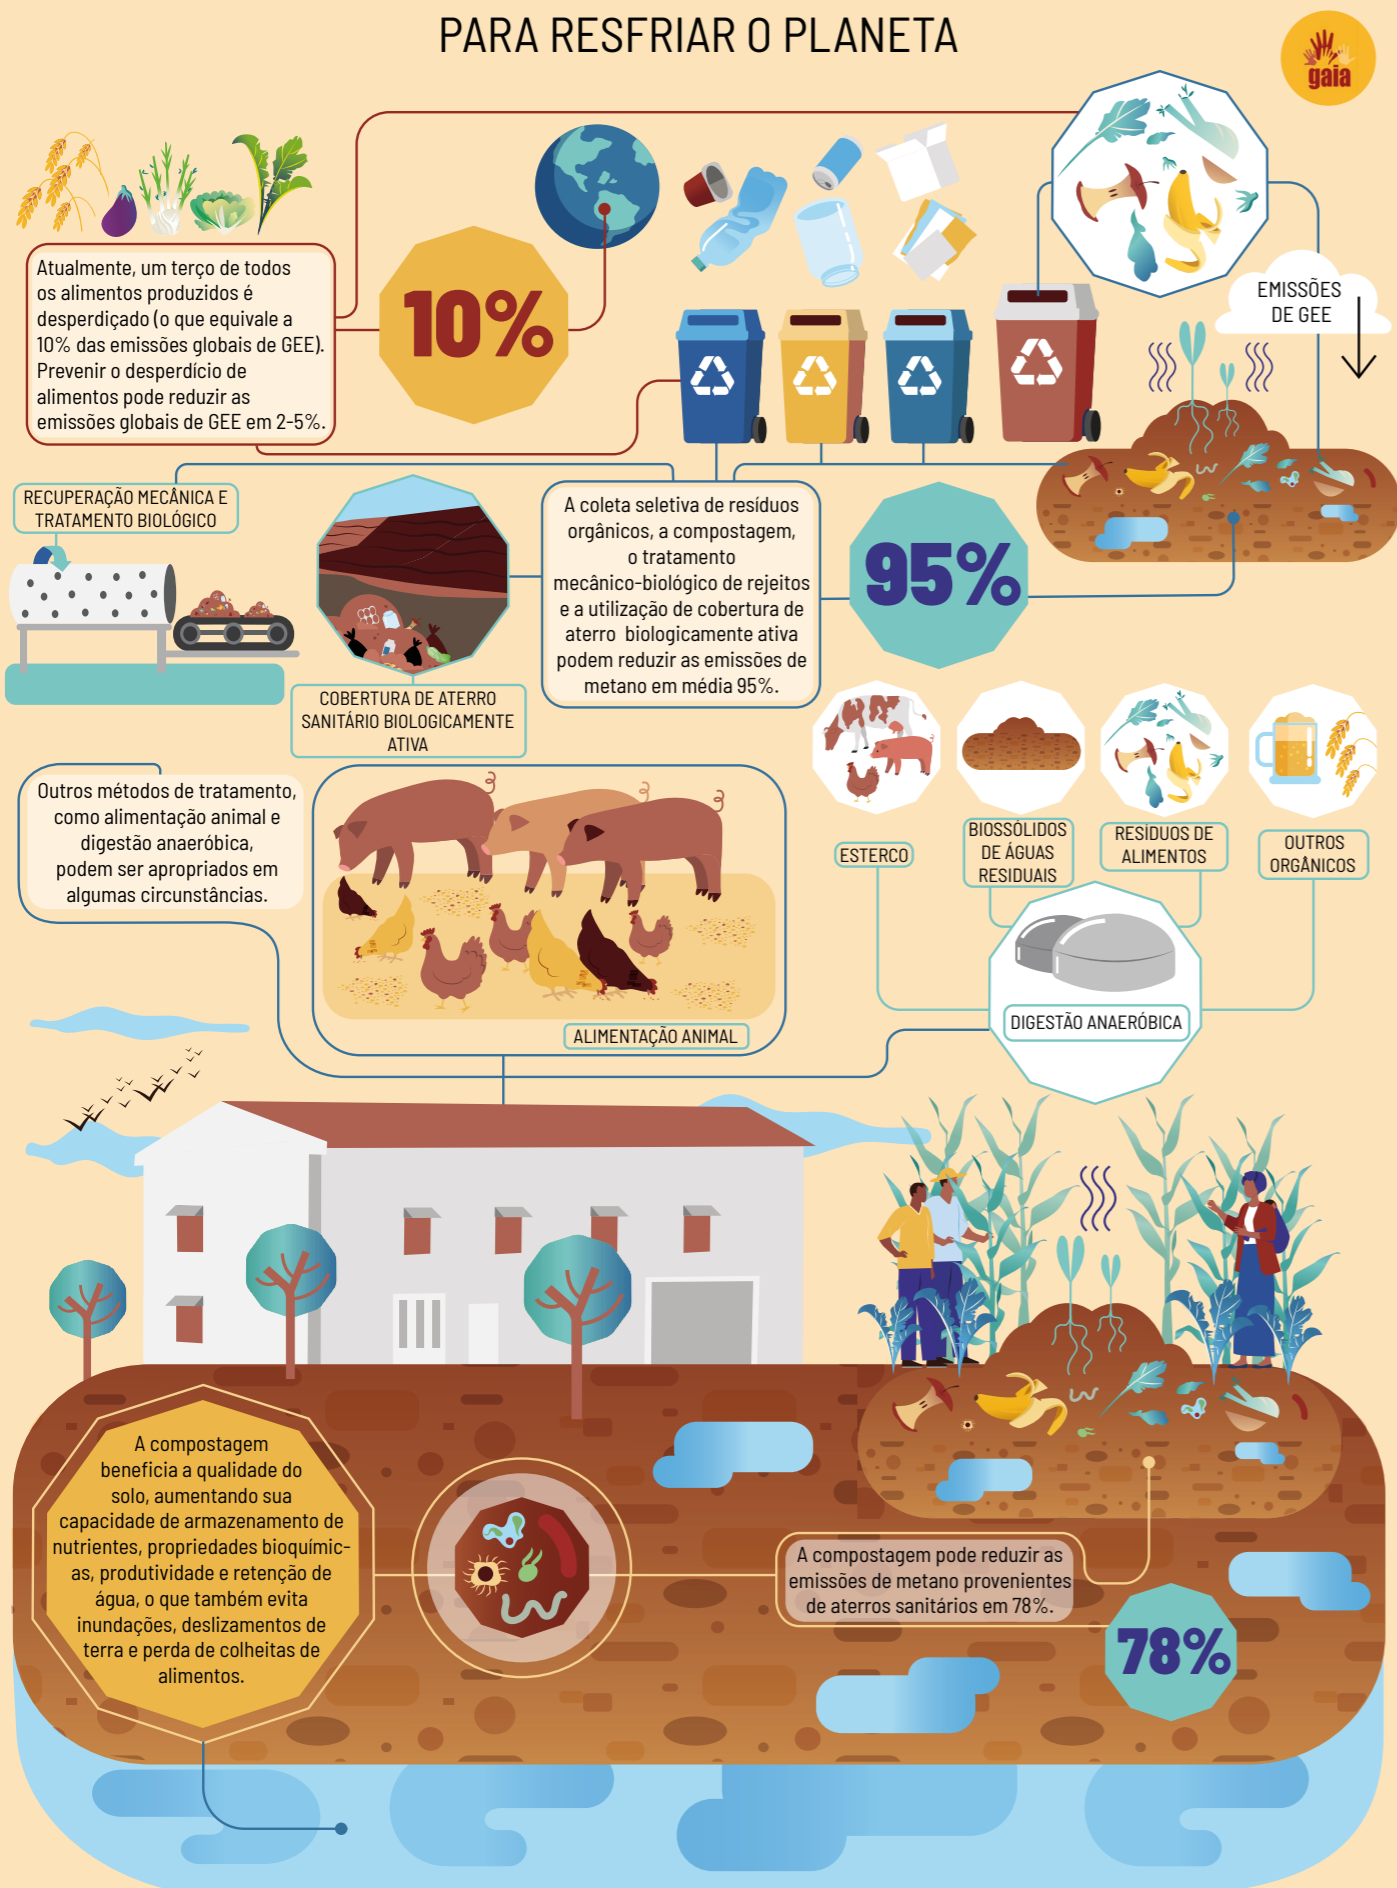 PARA RESFRIAR O PLANETA
gaia
Atualmente, um terço de todos
os alimentos produzidos é
desperdiçado (o que equivale a
10% das emissões globais de GEE).
Prevenir o desperdício de
alimentos pode reduzir as
emissões globais de GEE em 2-5%.
10%
EMISSÕES
DE GEE
RECUPERAÇÃO MECÂNICA E
TRATAMENTO BIOLÓGICO
COBERTURA DE ATERRO
SANITÁRIO BIOLOGICAMENTE
ATIVA
A coleta seletiva de resíduos
orgânicos, a compostagem,
o tratamento
mecânico-biológico de rejeitos
e a utilização de cobertura de
aterro biologicamente ativa
podem reduzir as emissões de
metano em média 95%.
95%
Outros métodos de tratamento,
como alimentação animal e
digestão anaeróbica,
podem ser apropriados em
algumas circunstâncias.
ALIMENTAÇÃO ANIMAL
ESTERCO
BIOSSÓLIDOS
DE ÁGUAS
RESIDUAIS
RESÍDUOS DE
ALIMENTOS
OUTROS
ORGÂNICOS
DIGESTÃO ANAERÓBICA
A compostagem
beneficia a qualidade do
solo, aumentando sua
capacidade de armazenamento de
nutrientes, propriedades bioquímic-
as, produtividade e retenção de
água, o que também evita
inundações, deslizamentos de
terra e perda de colheitas de
alimentos.
A compostagem pode reduzir as
emissões de metano provenientes
de aterros sanitários em 78%.
78%